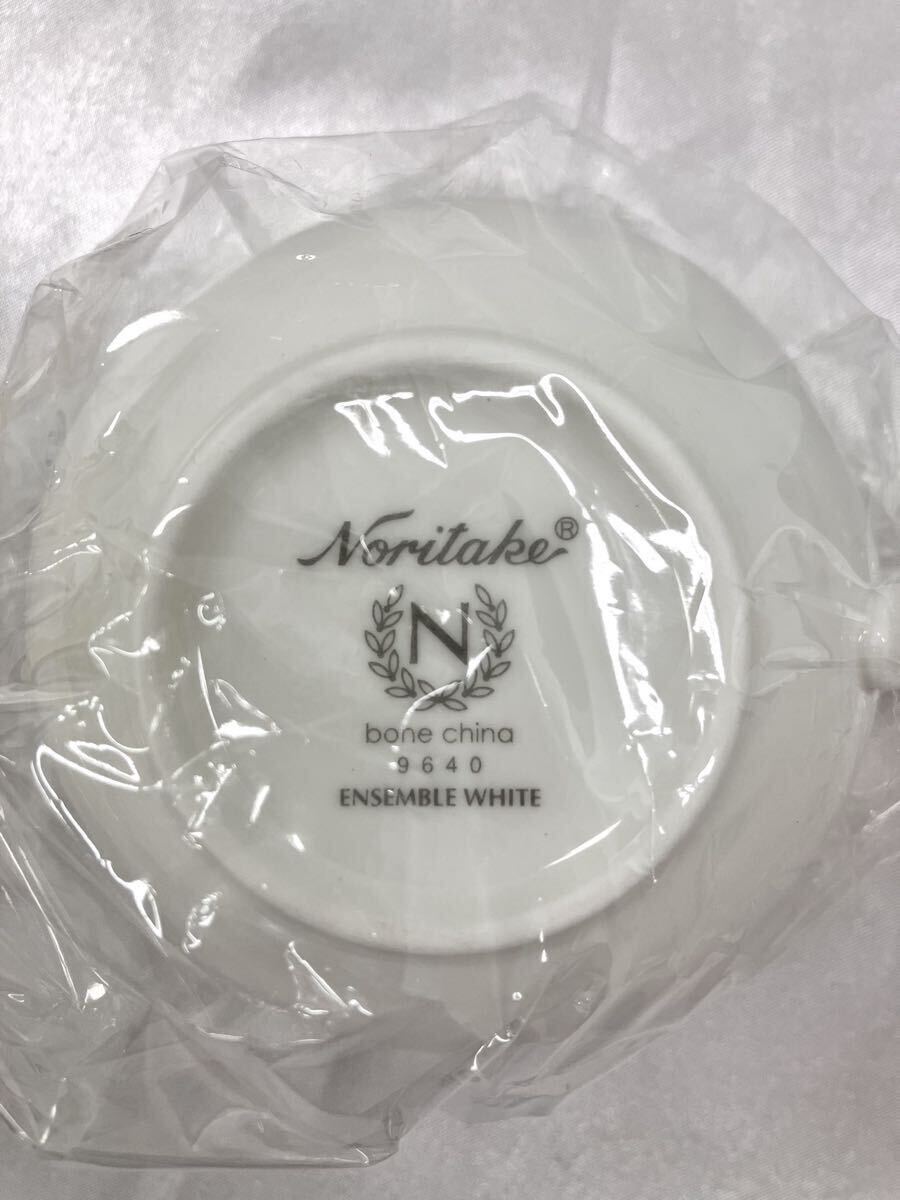 Noritake®
N
bone china
9640
ENSEMBLE WHITE